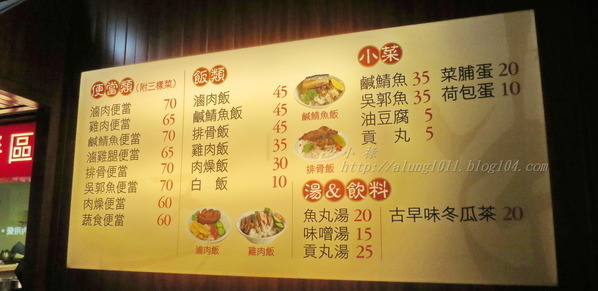 便當類(附三樣菜)
滷肉便當 70
雞肉便當 65
鹹鯖魚便當 70
滷雞腿便當 65
排骨便當 70
吳郭魚便當 70
肉燥便當 60
蔬食便當 60
飯類
滷肉飯 45
鹹鯖魚飯 45
排骨飯 45
雞肉飯 35
肉燥飯 30
白飯 10
鹹鯖魚飯
排骨飯
滷肉飯
雞肉飯
小菜
鹹鯖魚 35
吳郭魚 35
油豆腐 5
貢丸 5
菜脯蛋 20
荷包蛋 10
湯&飲料
魚丸湯 20
味噌湯 15
貢丸湯 25
古早味冬瓜茶 20
區
http://alung1011.blog104.com